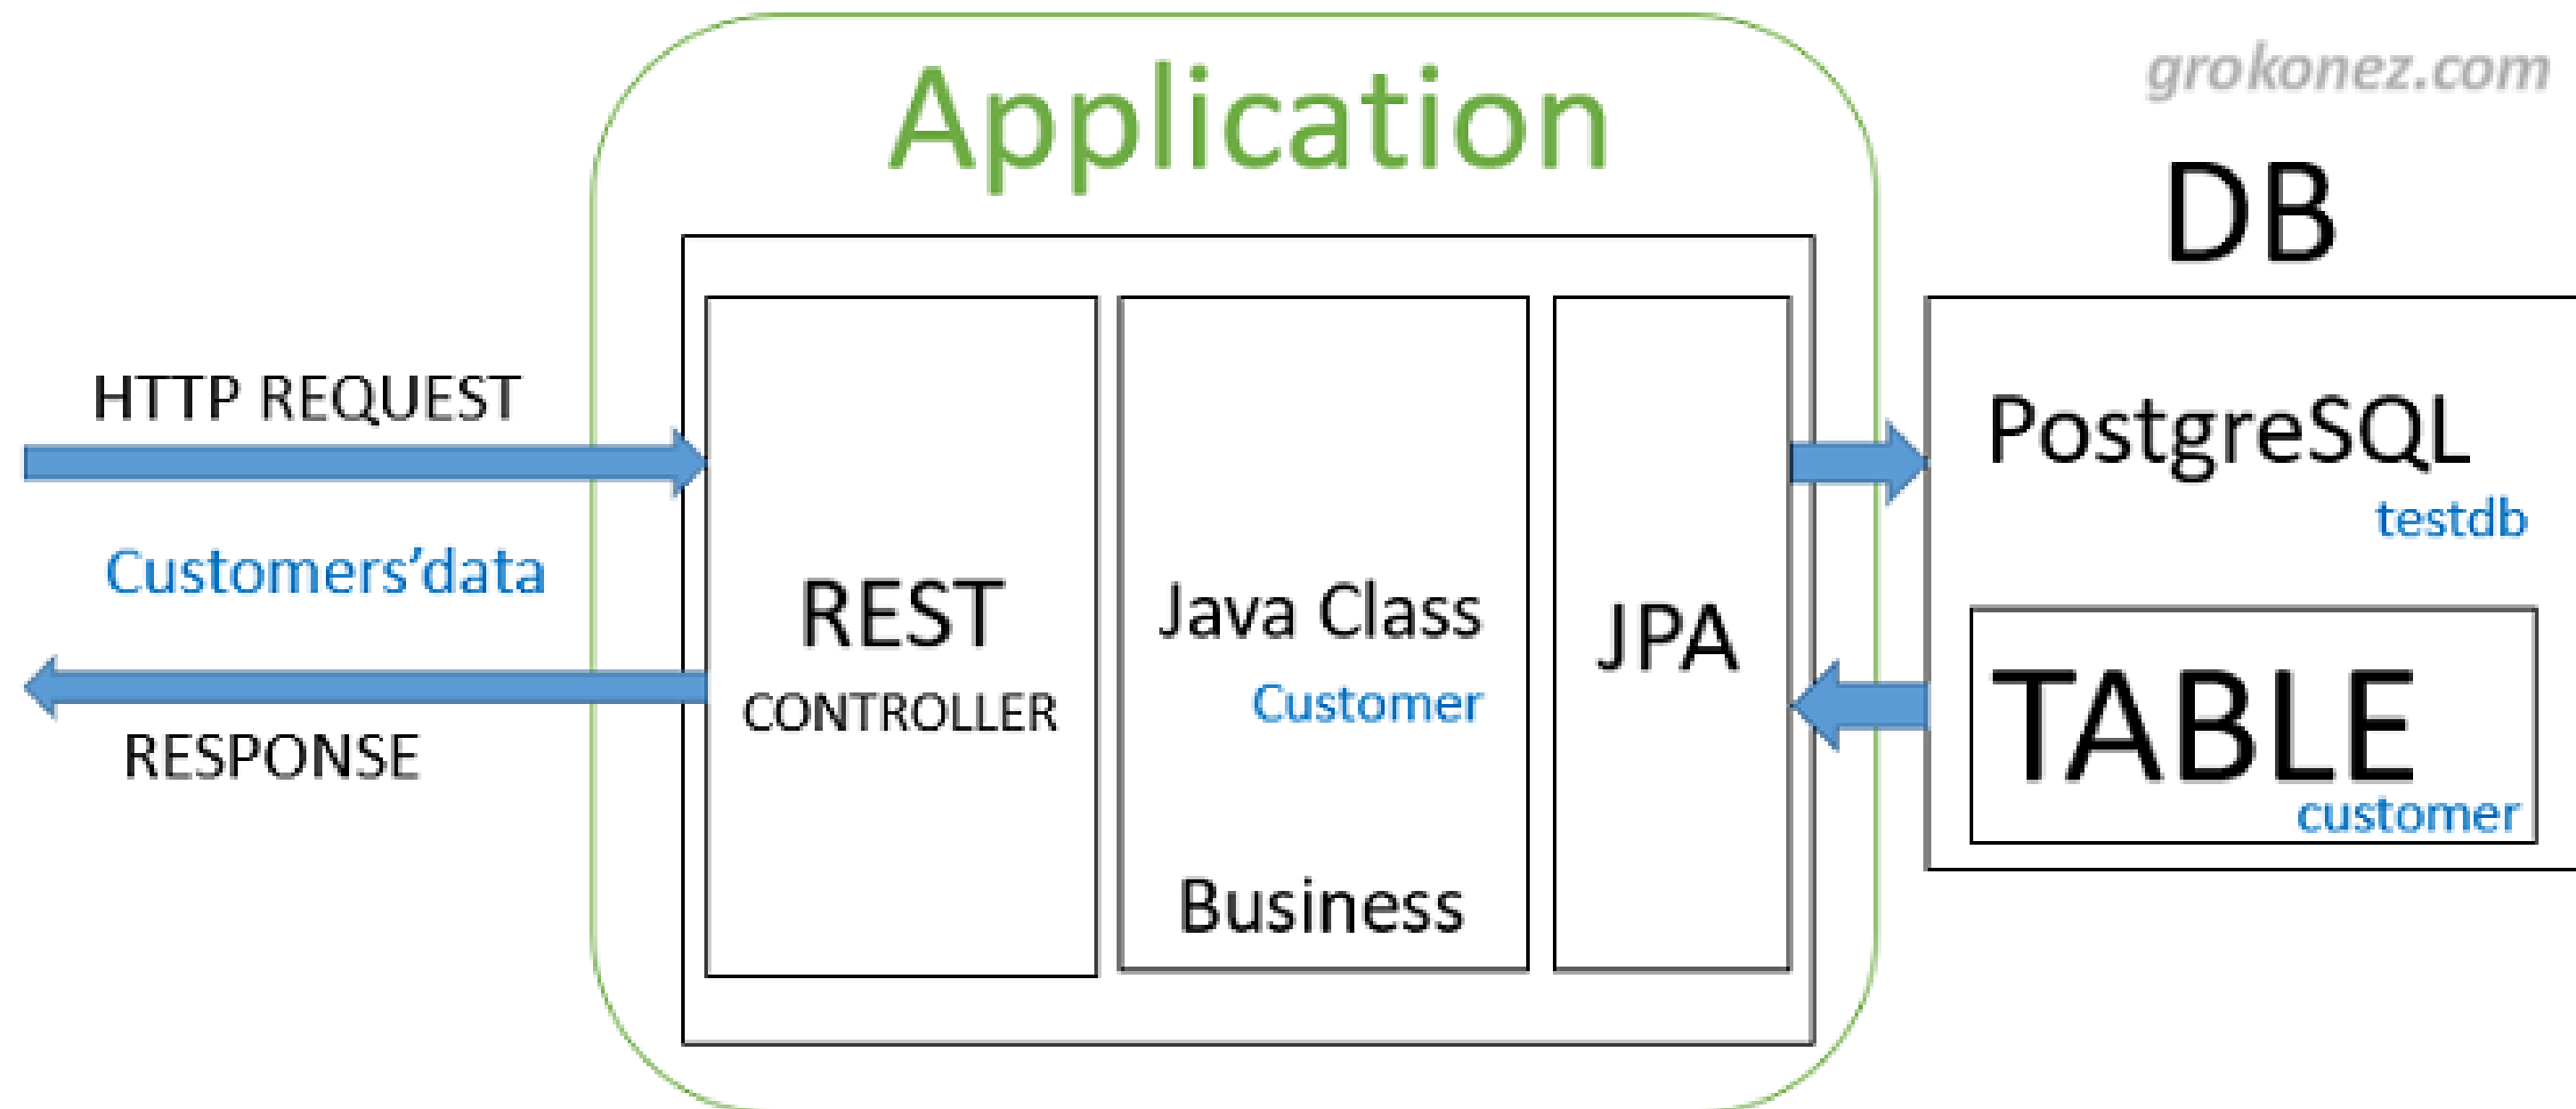 grokonez.com
Application
DB
HTTP REQUEST
Customers'data
RESPONSE
REST
CONTROLLER
Java Class
Customer
Business
JPA
PostgreSQL
testdb
TABLE
customer